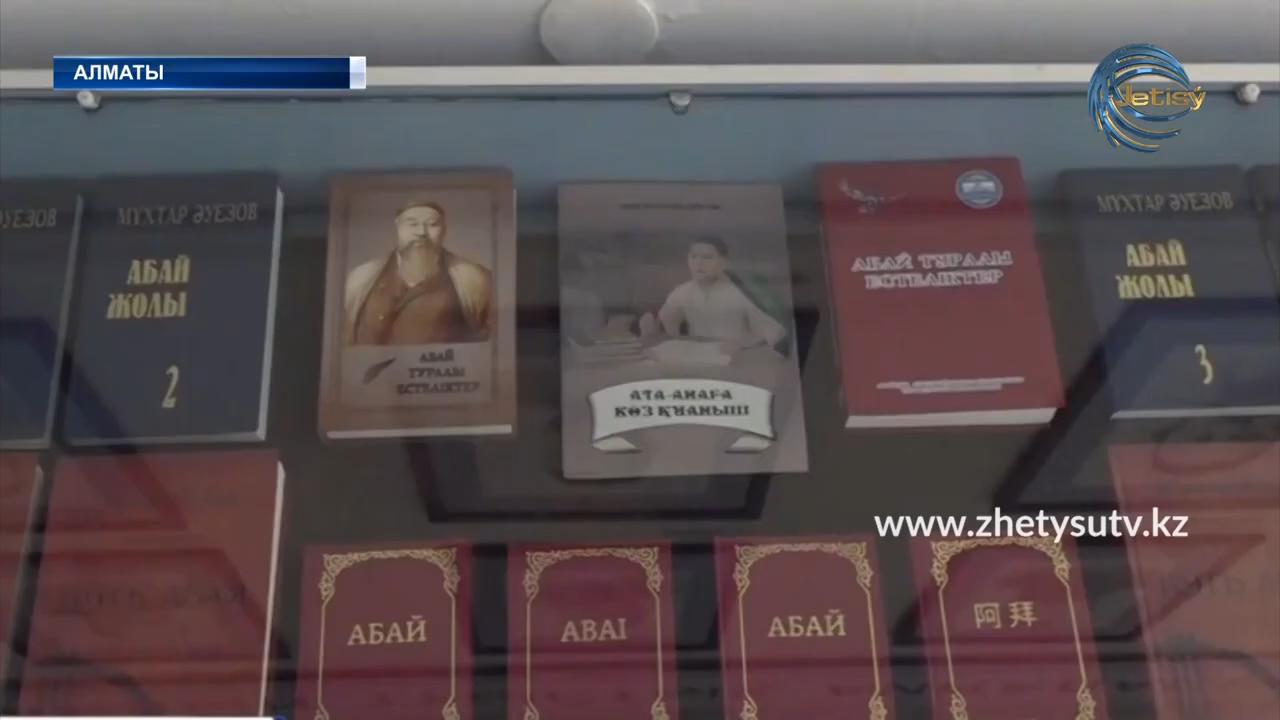 АЛМАТЫ
Jetisý
УЕЗОВ
МҰХТАР ӘУЕЗОВ
АБАЙ
ЖОЛЫ
2
АБАЙ
ТУРАЛЫ
ЕСТЕЛІКТЕР
АТА-АНАҒА
КӨЗ ҚУАНЫШ
АБАЙ ТУРАЛЫ
ЕСТЕЛІКТЕР
МҰХТАР ӘУЕЗОВ
АБАЙ
ЖОЛЫ
3
www.zhetysutv.kz
АБАЙ
ABAI
АБАЙ
阿拜